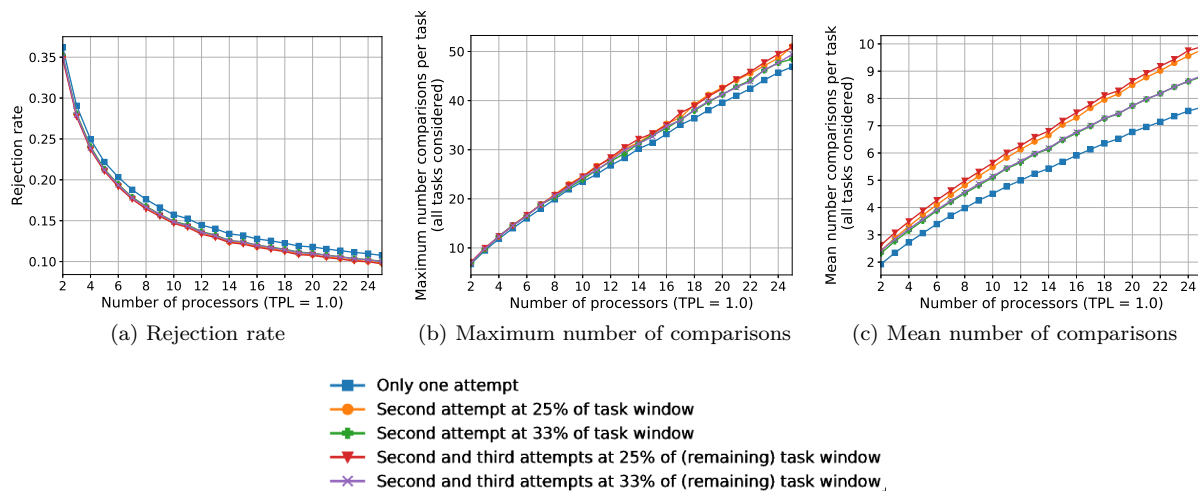 0.35
0.30
0.25
0.20
0.15
0.10
Rejection rate
2 4 6 8 10 12 14 16 18 20 22 24
Number of processors (TPL = 1.0)
(a) Rejection rate
50
40
30
20
10
Maximum number comparisons per task
(all tasks considered)
2 4 6 8 10 12 14 16 18 20 22 24
Number of processors (TPL = 1.0)
(b) Maximum number of comparisons
10
9
8
7
6
5
4
3
2
Mean number comparisons per task
(all tasks considered)
2 4 6 8 10 12 14 16 18 20 22 24
Number of processors (TPL = 1.0)
(c) Mean number of comparisons
Only one attempt
Second attempt at 25% of task window
Second attempt at 33% of task window
Second and third attempts at 25% of (remaining) task window
Second and third attempts at 33% of (remaining) task window